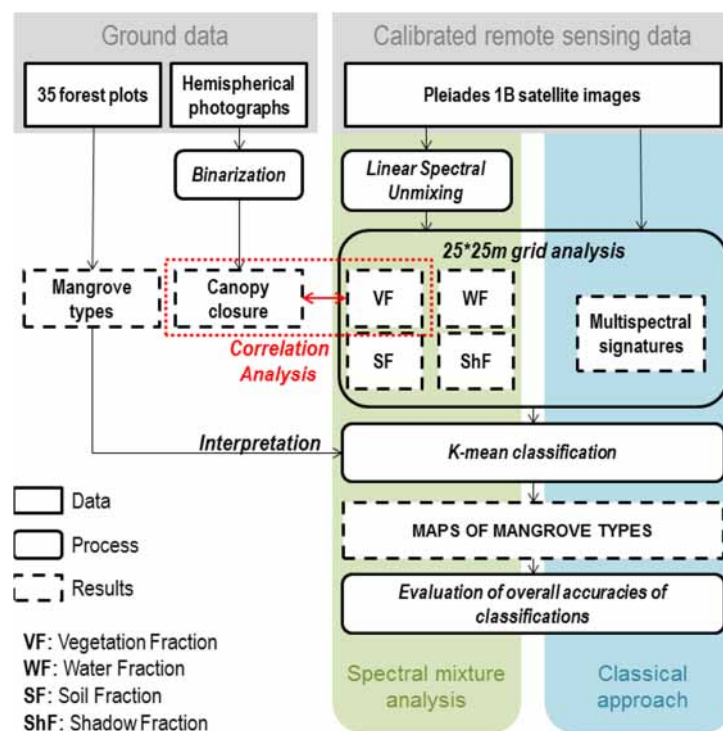 Ground data
Calibrated remote sensing data
35 forest plots
Hemispherical
photographs
Pleiades 1B satellite images
Binarization
Linear Spectral
Unmixing
25*25m grid analysis
Mangrove
types
Canopy
closure
VF
WF
SF
ShF
Multispectral
signatures
Correlation
Analysis
Interpretation
K-mean classification
MAPS OF MANGROVE TYPES
Evaluation of overall accuracies of
classifications
Data
Process
Results
VF: Vegetation Fraction
WF: Water Fraction
SF: Soil Fraction
ShF: Shadow Fraction
Spectral mixture
analysis
Classical
approach